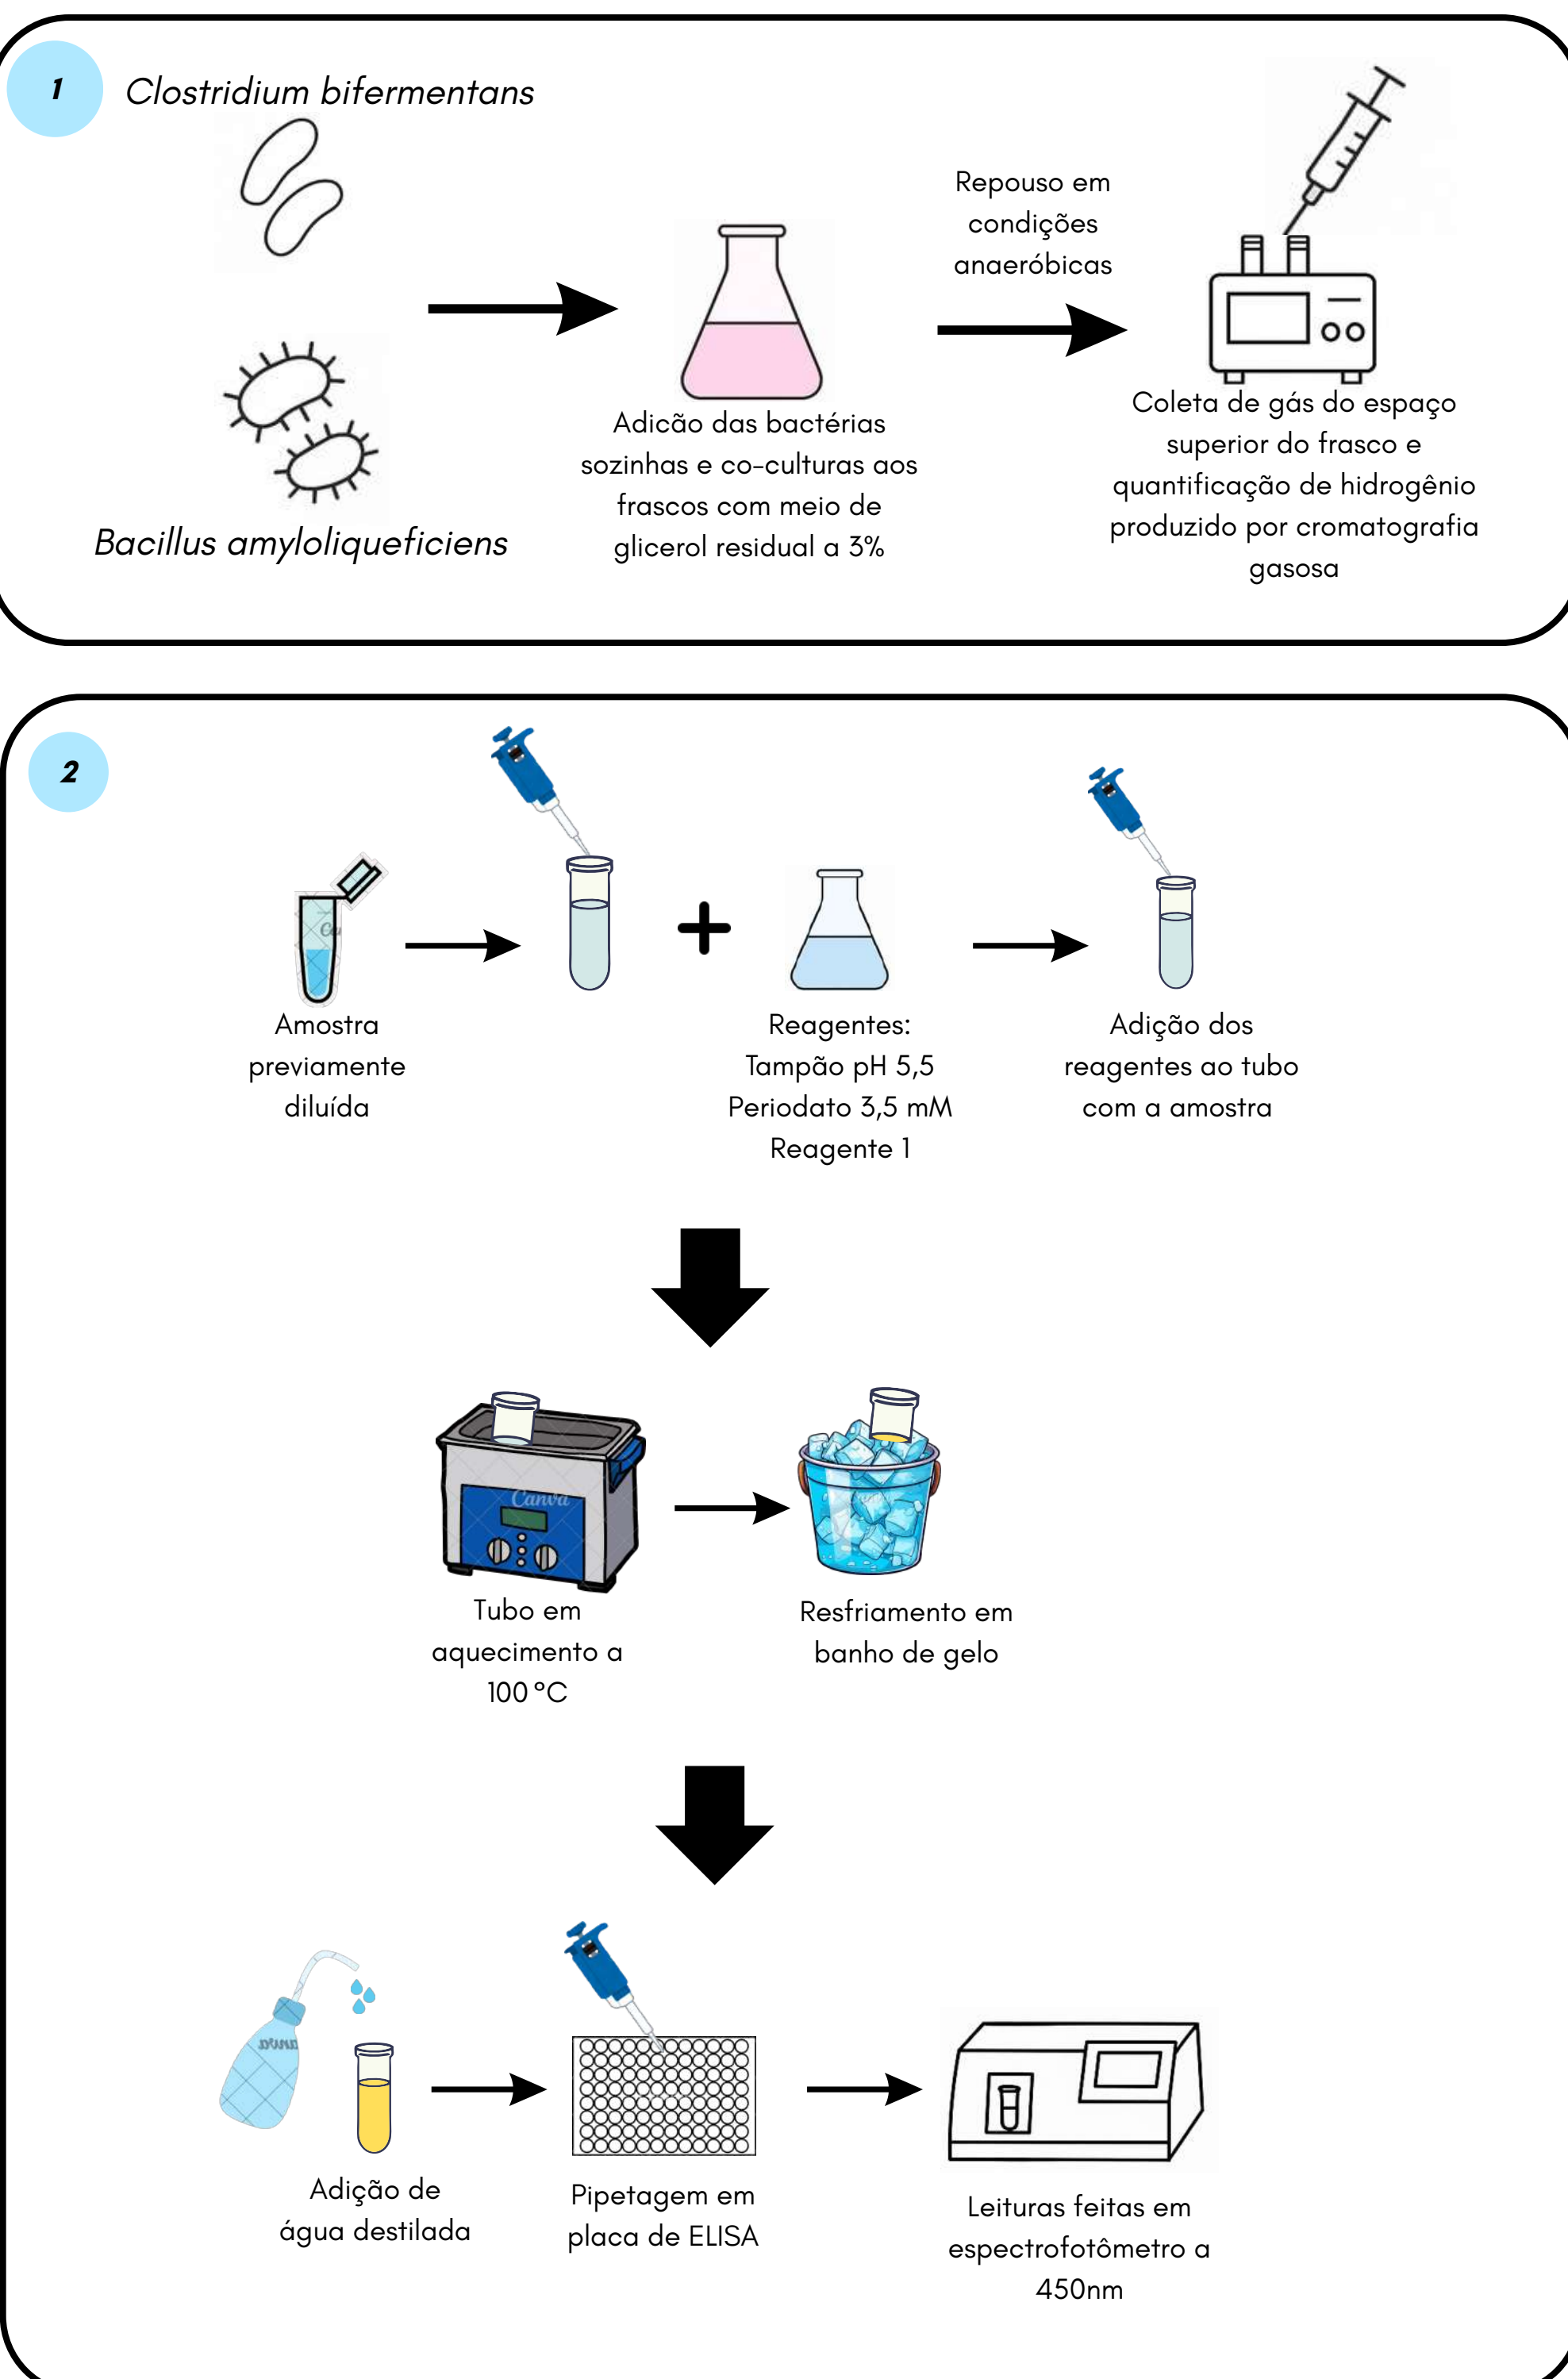 1
Clostridium bifermentans
Bacillus amyloliqueficiens
Adicão das bactérias
sozinhas e co-culturas aos
frascos com meio de
glicerol residual a 3%
Repouso em
condições
anaeróbicas
Coleta de gás do espaço
superior do frasco e
quantificação de hidrogênio
produzido por cromatografia
gasosa
2
Amostra
previamente
diluída
Reagentes:
Tampão pH 5,5
Periodato 3,5 mM
Reagente 1
Adição dos
reagentes ao tubo
com a amostra
Canva
Tubo em
aquecimento a
100 °C
Resfriamento em
banho de gelo
Adição de
água destilada
Pipetagem em
placa de ELISA
Leituras feitas em
espectrofotômetro a
450nm